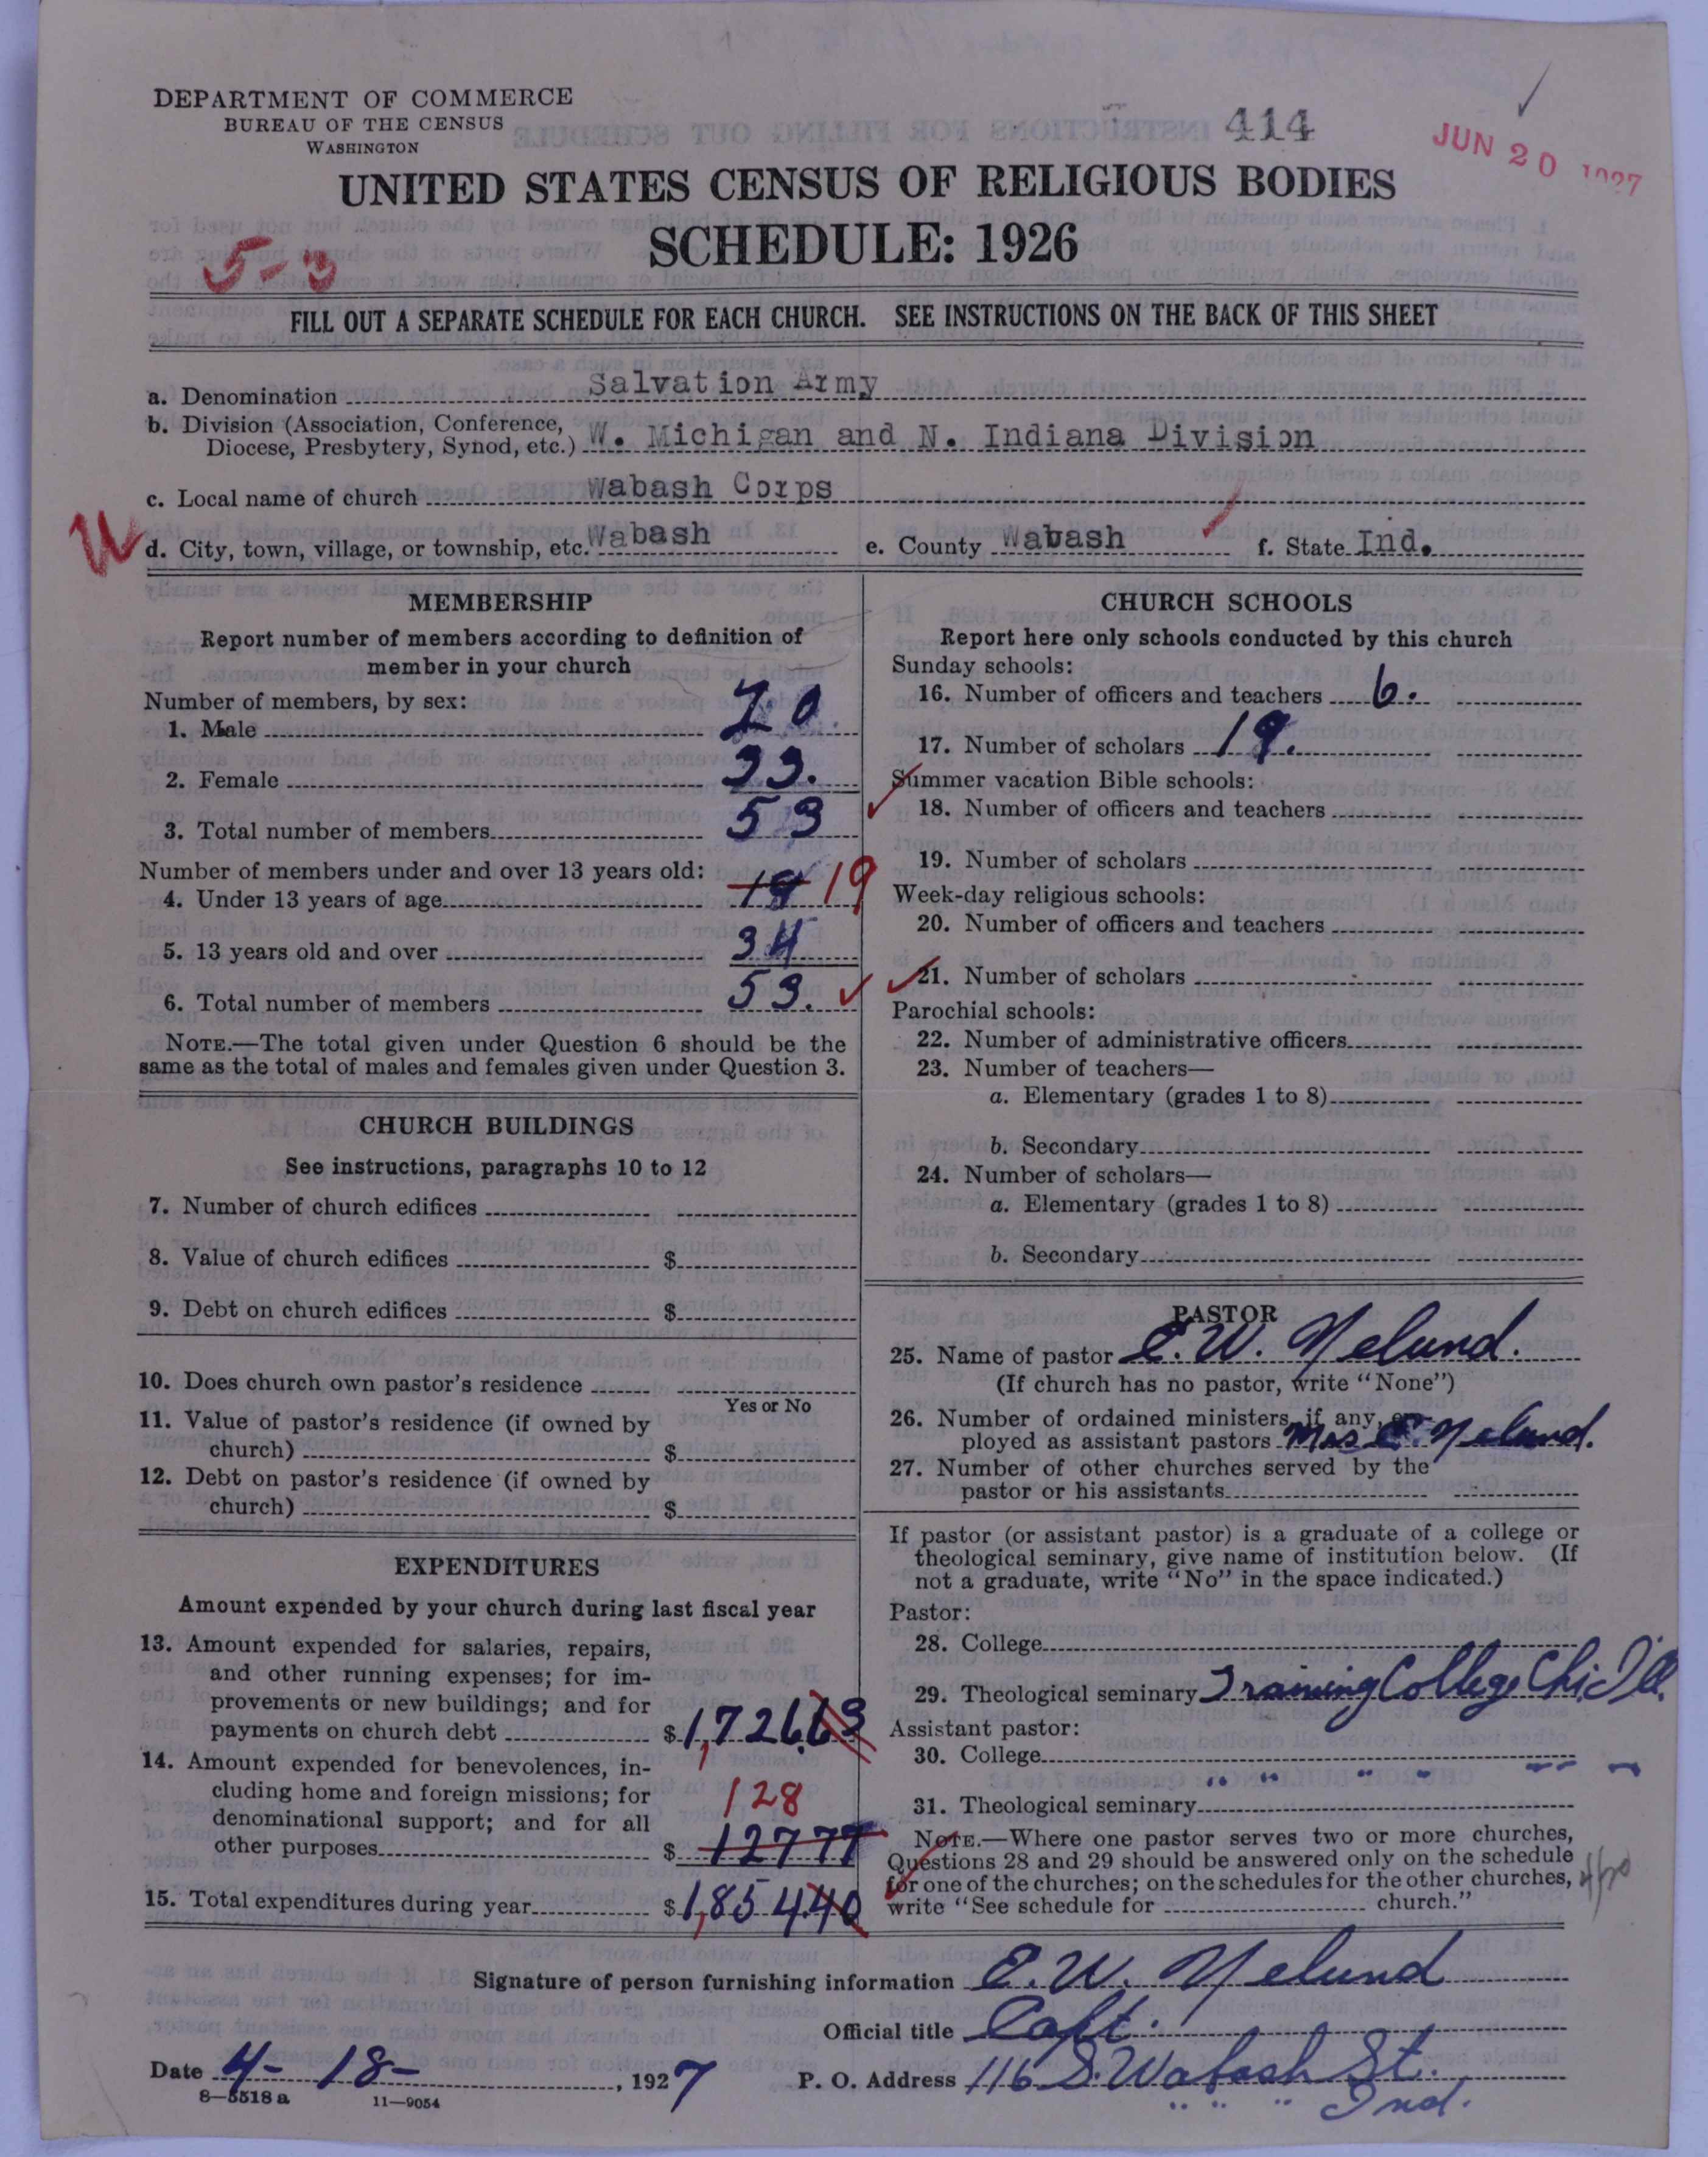 DEPARTMENT OF COMMERCE
BUREAU OF THE CENSUS
WASHINGTON
414
JUN 20 1927
UNITED STATES CENSUS OF RELIGIOUS BODIES
SCHEDULE: 1926
5-3
FILL OUT A SEPARATE SCHEDULE FOR EACH CHURCH. SEE INSTRUCTIONS ON THE BACK OF THIS SHEET
a. Denomination Salvation Army
b. Division (Association, Conference, Diocese, Presbytery, Synod, etc.) W. Michigan and N. Indiana Division
c. Local name of church Wabash Corps
d. City, town, village, or township, etc. Wabash e. County Wabash f. State Ind.
MEMBERSHIP
Report number of members according to definition of
member in your church
Number of members, by sex:
1. Male 20
2. Female 33.
3. Total number of members 53
Number of members under and over 13 years old:
4. Under 13 years of age 19 19
5. 13 years old and over 34
6. Total number of members 53.
NOTE.—The total given under Question 6 should be the
same as the total of males and females given under Question 3.
CHURCH BUILDINGS
See instructions, paragraphs 10 to 12
7. Number of church edifices
8. Value of church edifices $
9. Debt on church edifices $
10. Does church own pastor's residence
Yes or No
11. Value of pastor's residence (if owned by
church) $
12. Debt on pastor's residence (if owned by
church) $
EXPENDITURES
Amount expended by your church during last fiscal year
13. Amount expended for salaries, repairs,
and other running expenses; for im-
provements or new buildings; and for
payments on church debt $1,726.63
14. Amount expended for benevolences, in-
cluding home and foreign missions; for
denominational support; and for all
128
other purposes $ 127 77
15. Total expenditures during year $1,854.40
CHURCH SCHOOLS
Report here only schools conducted by this church
Sunday schools:
16. Number of officers and teachers 6.
17. Number of scholars 19.
Summer vacation Bible schools:
18. Number of officers and teachers
19. Number of scholars
Week-day religious schools:
20. Number of officers and teachers
21. Number of scholars
Parochial schools:
22. Number of administrative officers
23. Number of teachers—
a. Elementary (grades 1 to 8)
b. Secondary
24. Number of scholars—
a. Elementary (grades 1 to 8)
b. Secondary
PASTOR
25. Name of pastor E. W. Nelund.
(If church has no pastor, write "None")
26. Number of ordained ministers, if any, em-
ployed as assistant pastors Mrs E. Nelund.
27. Number of other churches served by the
pastor or his assistants
If pastor (or assistant pastor) is a graduate of a college or
theological seminary, give name of institution below. (If
not a graduate, write "No" in the space indicated.)
Pastor:
28. College
29. Theological seminary Training College Chi. Ill.
Assistant pastor:
30. College
" " " " " "
31. Theological seminary
NOTE.—Where one pastor serves two or more churches,
Questions 28 and 29 should be answered only on the schedule
for one of the churches; on the schedules for the other churches,
write "See schedule for church."
Signature of person furnishing information E. W. Nelund
Official title Capt.
Date 4-18-, 1927 P. O. Address 116 S. Wabash St.
" " " Ind.
8—5518 a 11—9054